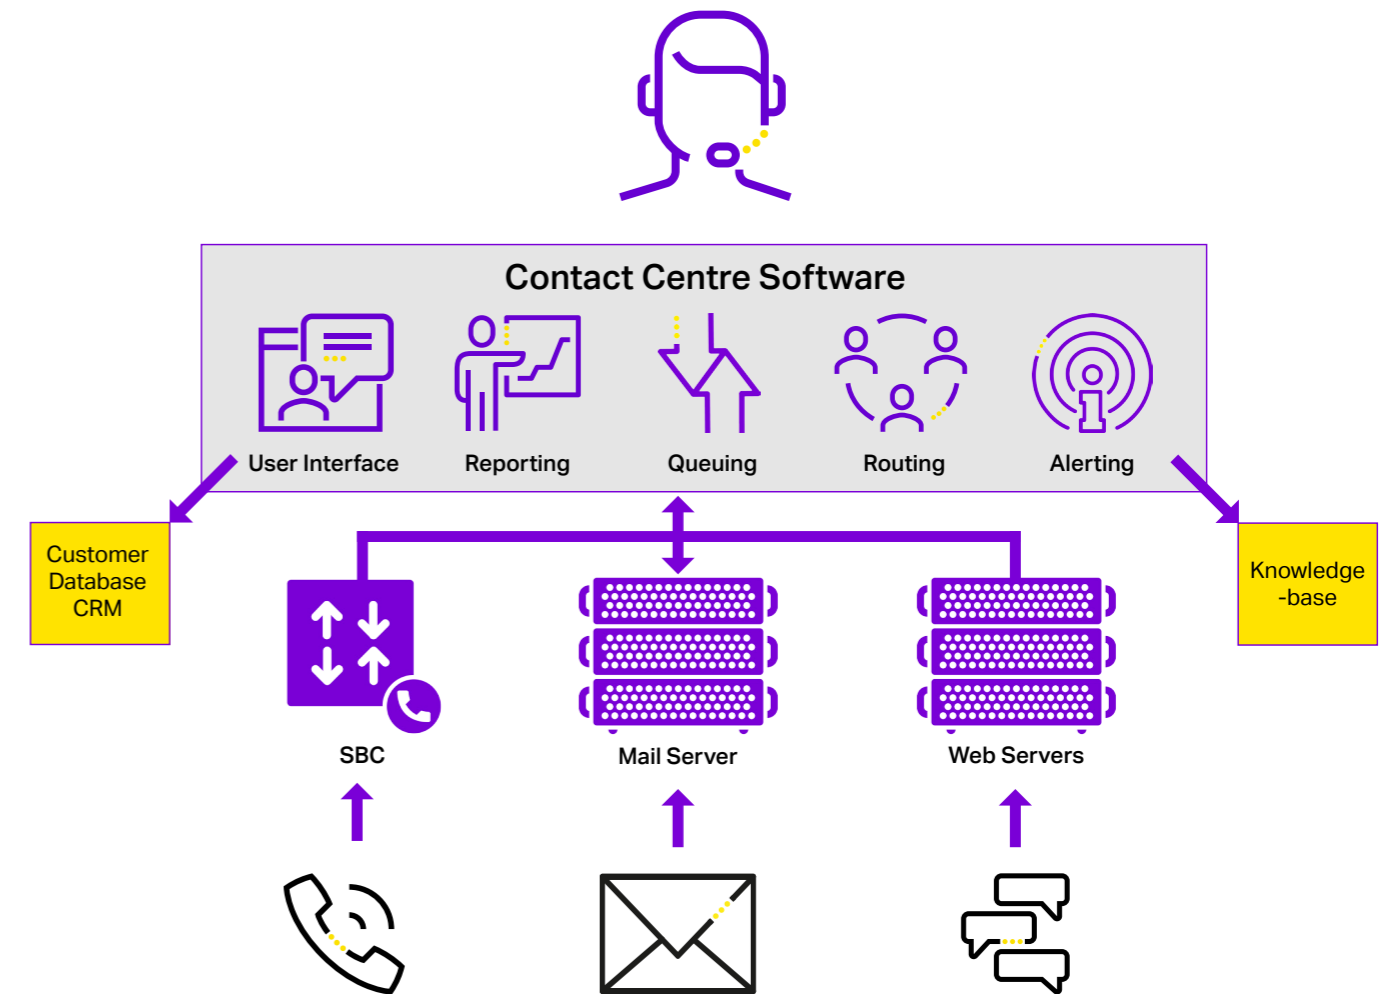 Contact Centre Software
User Interface
Reporting
Queuing
Routing
Alerting
Customer
Database
CRM
Knowledge
-base
SBC
Mail Server
Web Servers